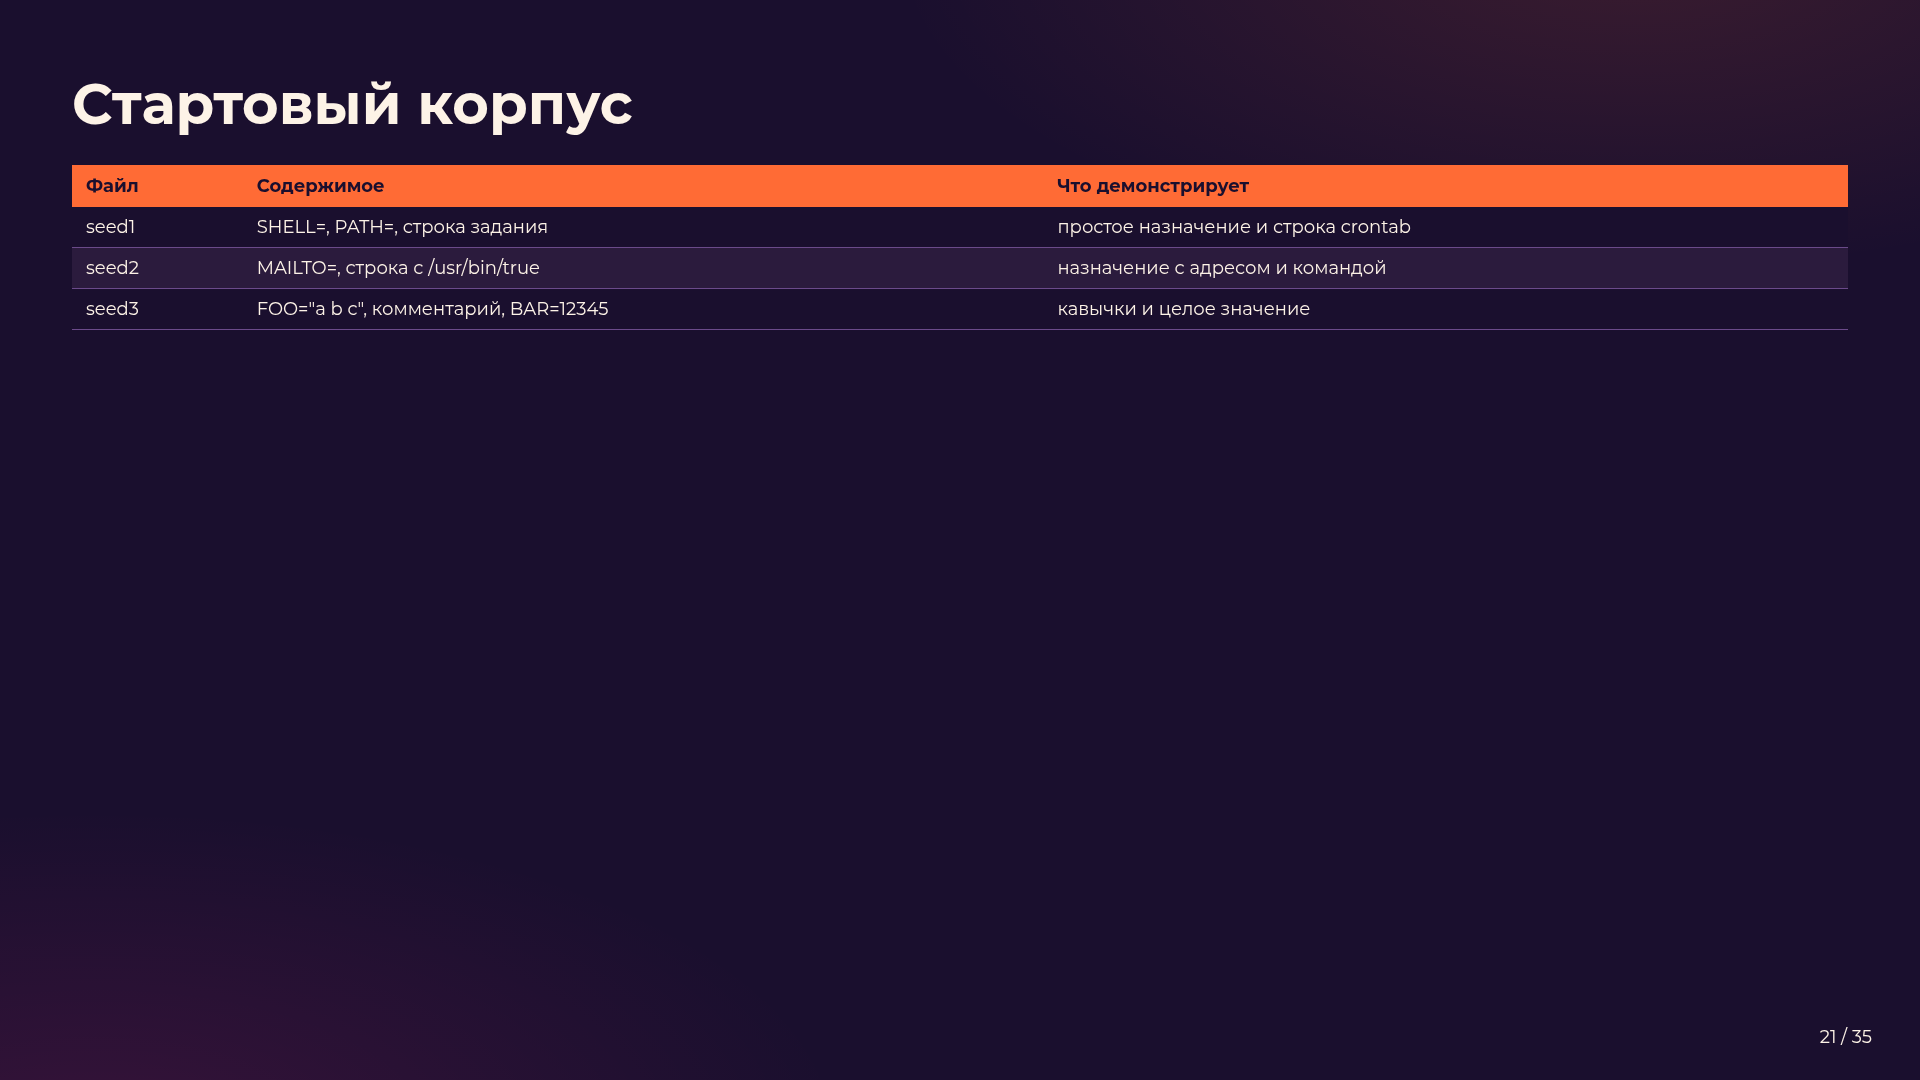 Стартовый корпус
Файл Содержимое Что демонстрирует
seed1 SHELL=, PATH=, строка задания простое назначение и строка crontab
seed2 MAILTO=, строка с /usr/bin/true назначение с адресом и командой
seed3 FOO="a b c", комментарий, BAR=12345 кавычки и целое значение
21 / 35